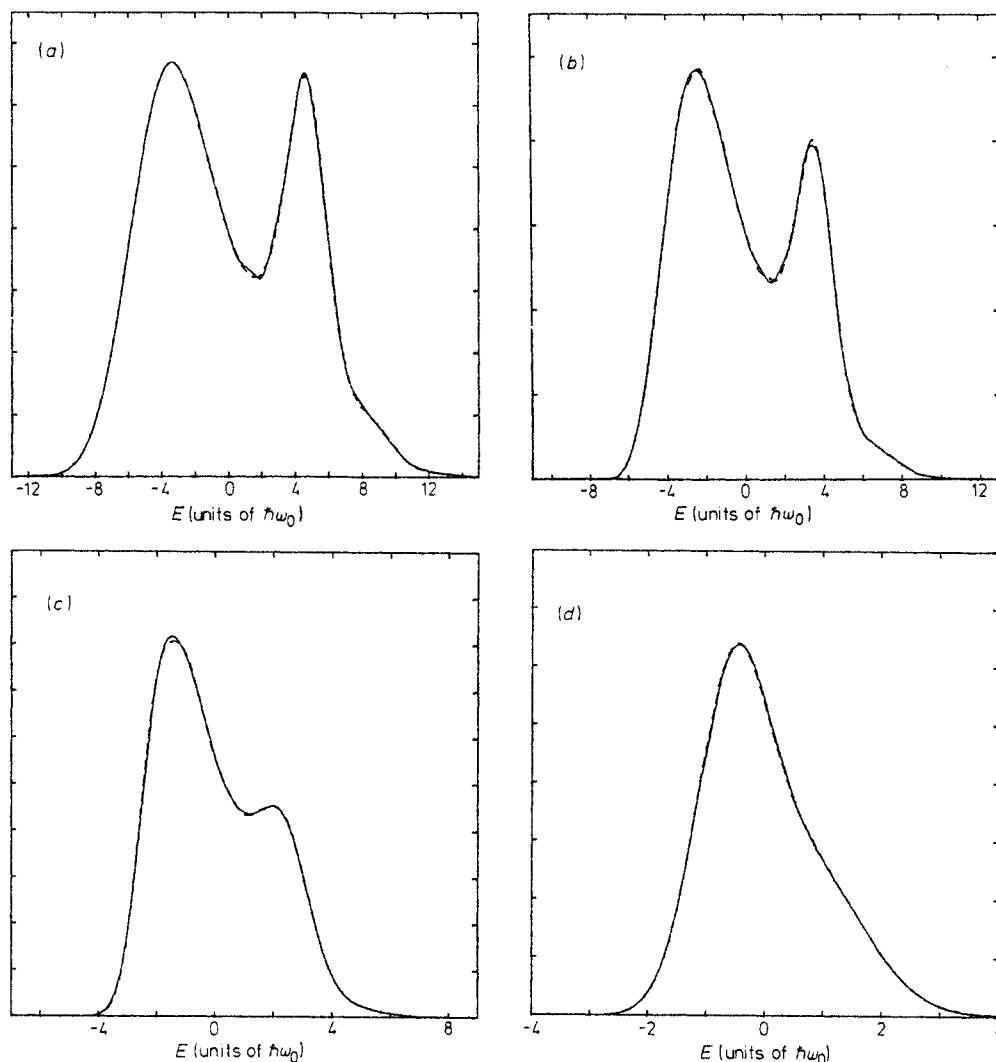 (a)
-12 -8 -4 0 4 8 12
E (units of ħω₀)
(b)
-8 -4 0 4 8 12
E (units of ħω₀)
(c)
-4 0 4 8
E (units of ħω₀)
(d)
-4 -2 0 2 4
E (units of ħω₀)